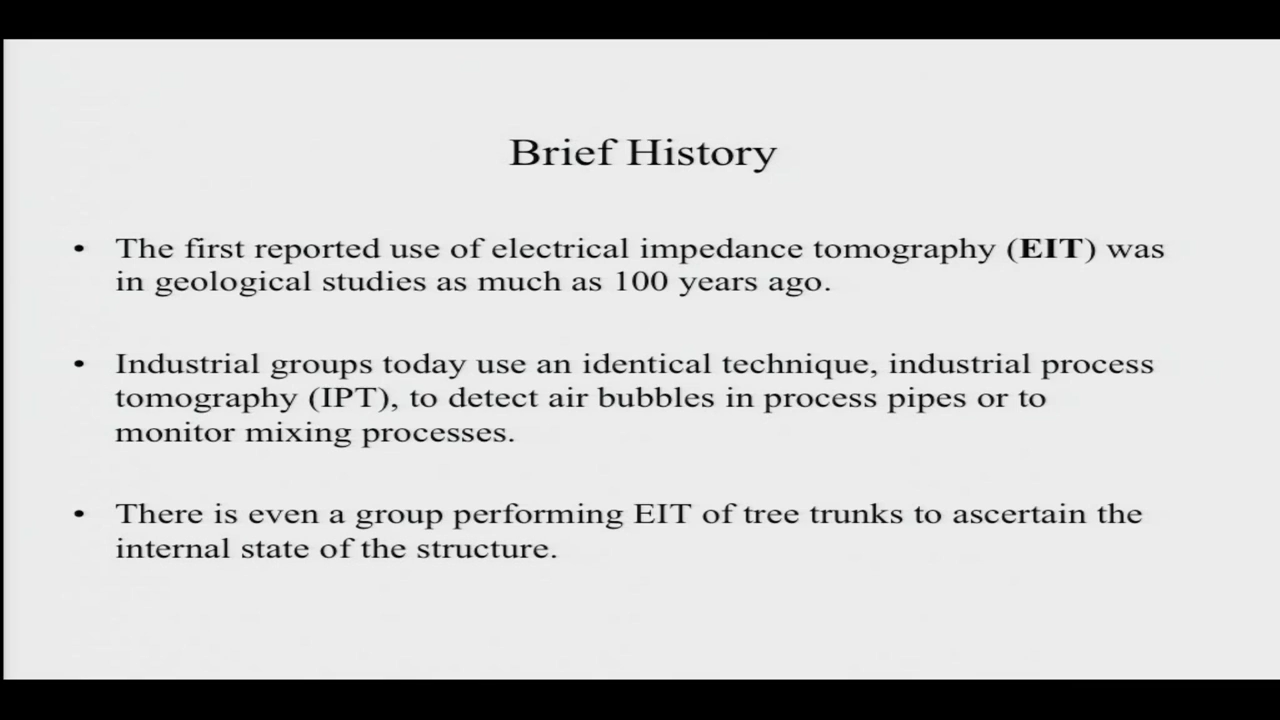 Brief History
• The first reported use of electrical impedance tomography (EIT) was
in geological studies as much as 100 years ago.
• Industrial groups today use an identical technique, industrial process
tomography (IPT), to detect air bubbles in process pipes or to
monitor mixing processes.
• There is even a group performing EIT of tree trunks to ascertain the
internal state of the structure.